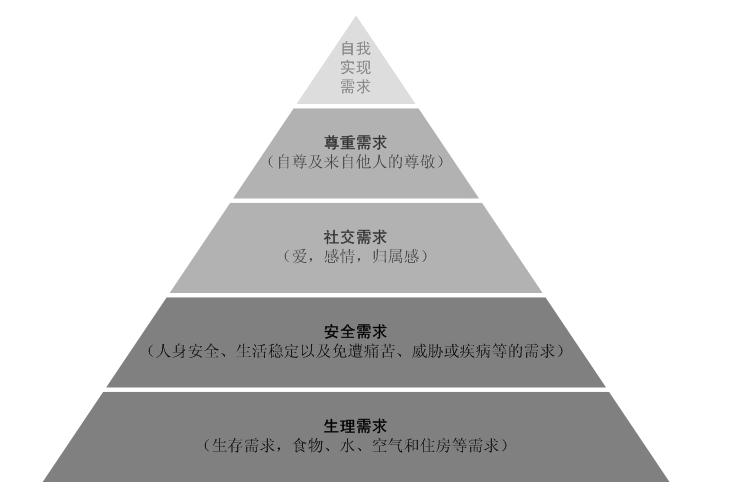 自我
实现
需求
尊重需求
（自尊及来自他人的尊敬）
社交需求
（爱，感情，归属感）
安全需求
（人身安全、生活稳定以及免遭痛苦、威胁或疾病等的需求）
生理需求
（生存需求，食物、水、空气和住房等需求）